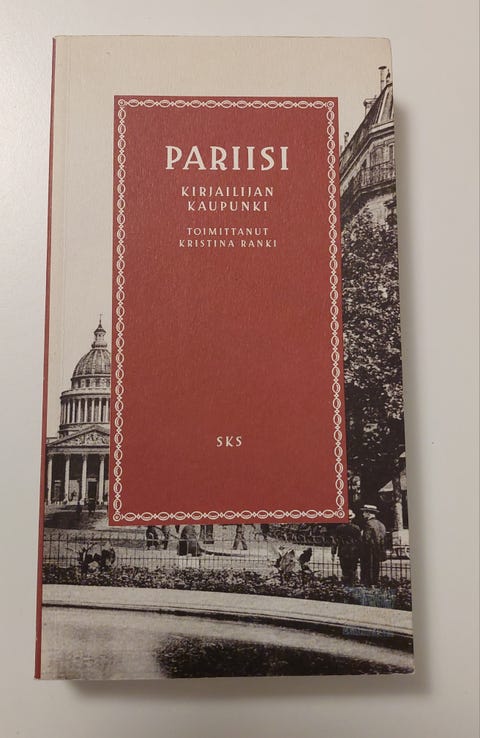 PARIISI
KIRJAILIJAN
KAUPUNKI
TOIMITTANUT
KRISTINA RANKI
SKS